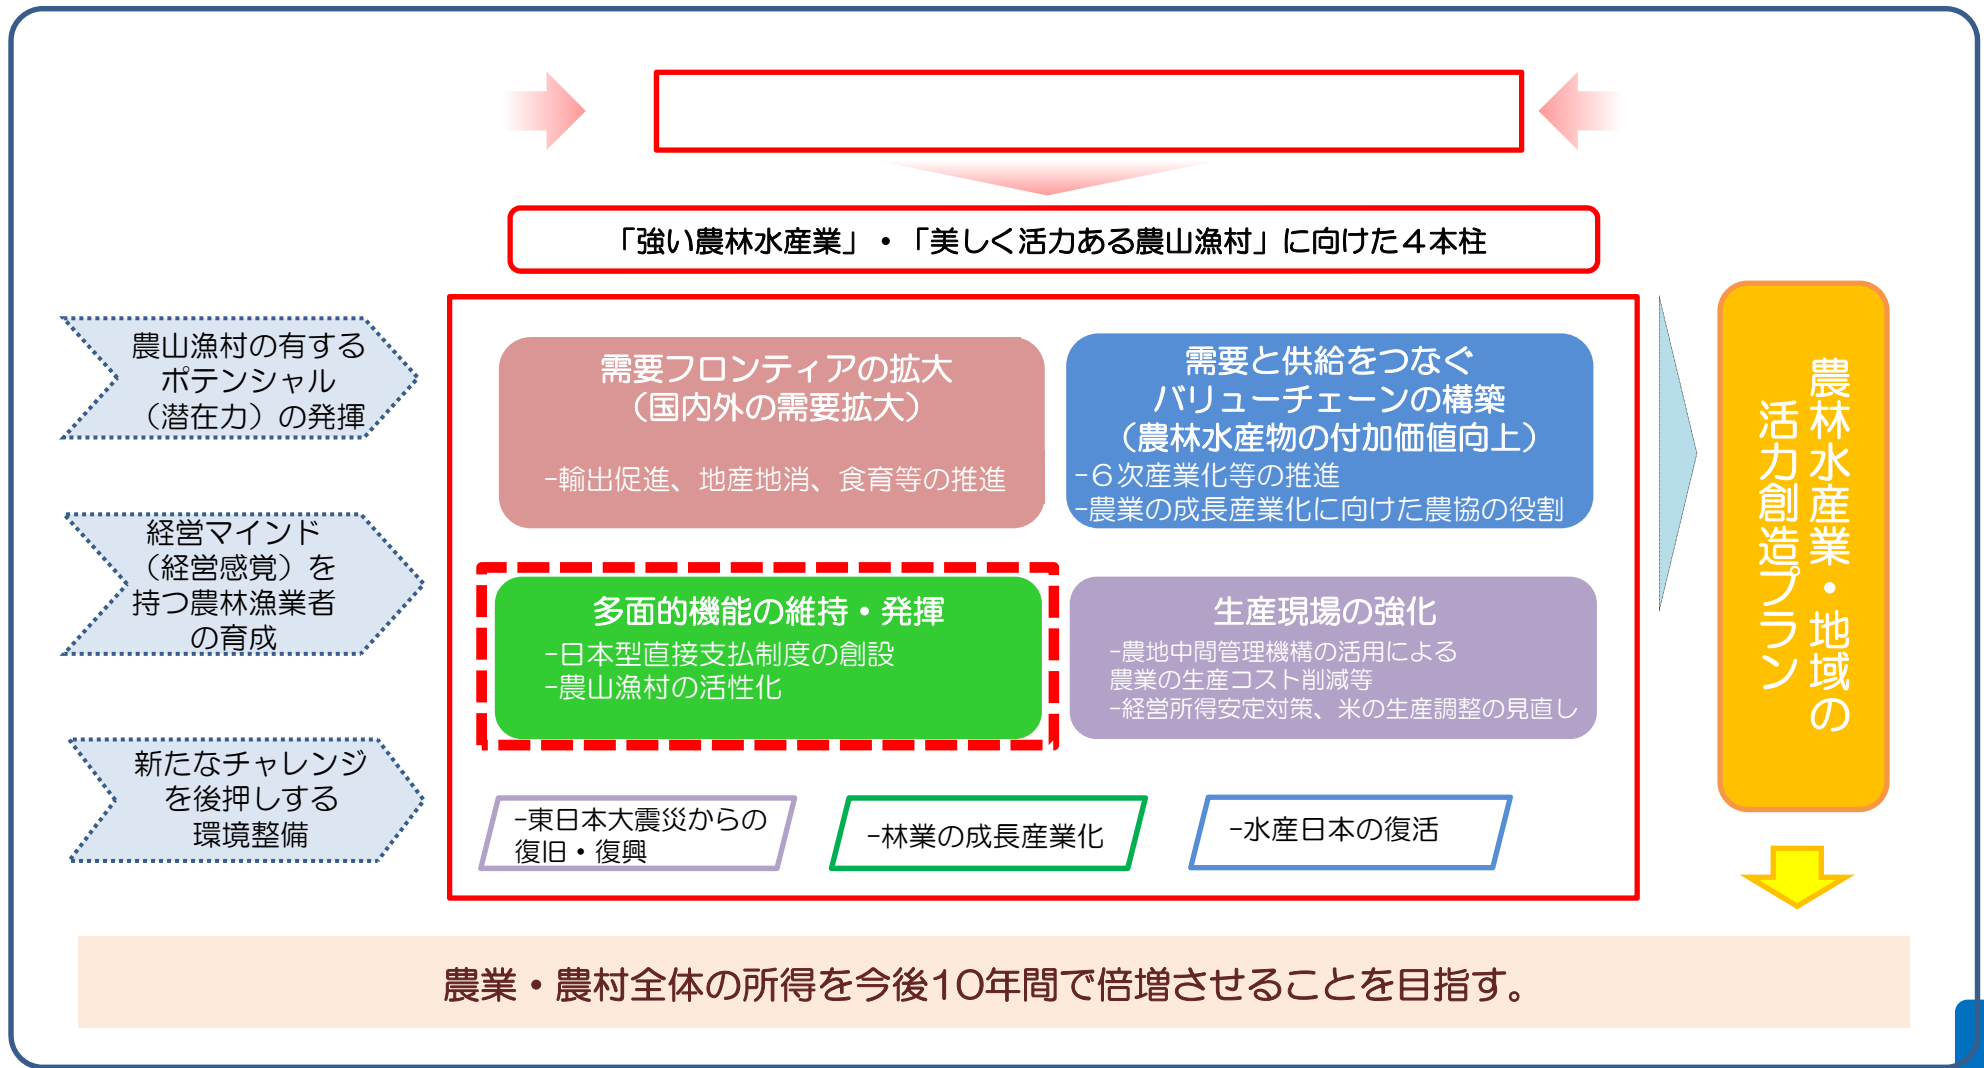 「強い農林水産業」・「美しく活力ある農山漁村」に向けた４本柱
農山漁村の有する
ポテンシャル
（潜在力）の発揮
経営マインド
（経営感覚）を
持つ農林漁業者
の育成
新たなチャレンジ
を後押しする
環境整備
需要フロンティアの拡大
（国内外の需要拡大）
-輸出促進、地産地消、食育等の推進
需要と供給をつなぐ
バリューチェーンの構築
（農林水産物の付加価値向上）
-６次産業化等の推進
-農業の成長産業化に向けた農協の役割
多面的機能の維持・発揮
-日本型直接支払制度の創設
-農山漁村の活性化
生産現場の強化
-農地中間管理機構の活用による
農業の生産コスト削減等
-経営所得安定対策、米の生産調整の見直し
-東日本大震災からの
復旧・復興
-林業の成長産業化
-水産日本の復活
農林水産業・地域の
活力創造プラン
農業・農村全体の所得を今後10年間で倍増させることを目指す。